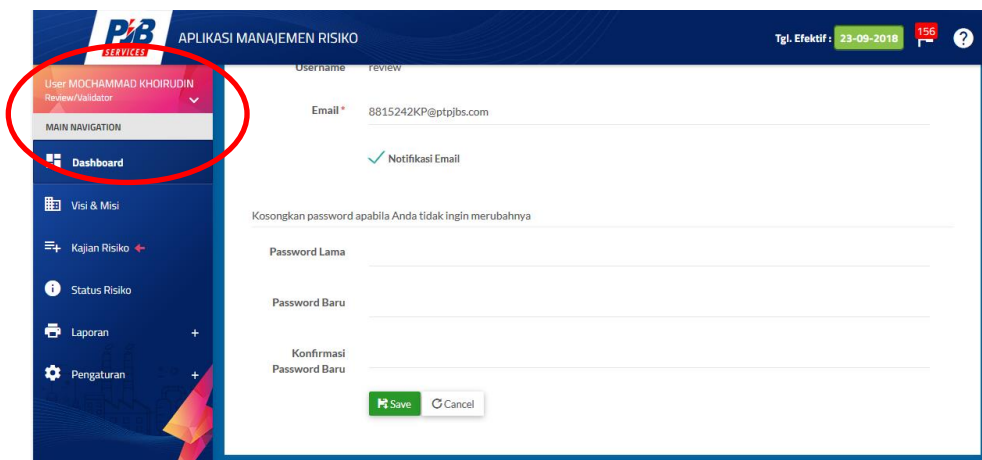 PJB
SERVICES
APLIKASI MANAJEMEN RISIKO
Tgl. Efektif : 23-09-2018
156
?
User MOCHAMMAD KHOIRUDIN
Review/Validator
MAIN NAVIGATION
Dashboard
Visi & Misi
Kajian Risiko
Status Risiko
Laporan +
Pengaturan +
Username review
Email * 8815242KP@ptpjbs.com
Notifikasi Email
Kosongkan password apabila Anda tidak ingin merubahnya
Password Lama
Password Baru
Konfirmasi
Password Baru
Save Cancel